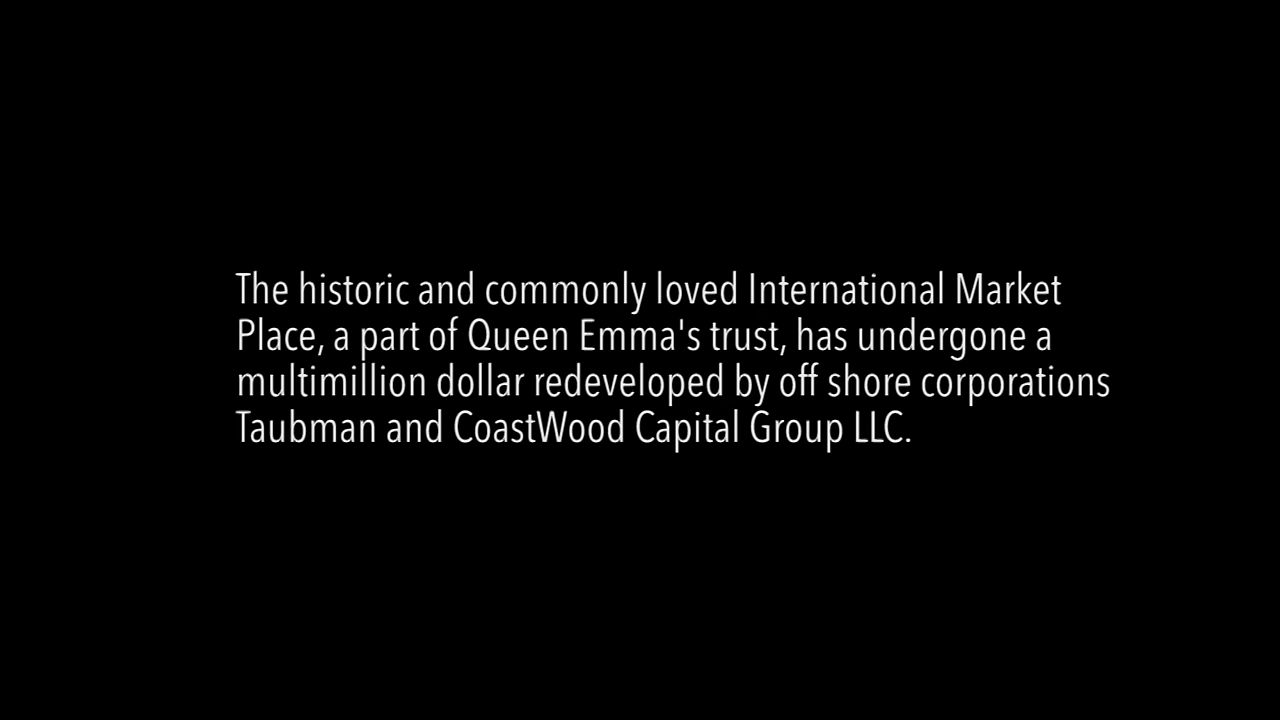 The historic and commonly loved International Market
Place, a part of Queen Emma's trust, has undergone a
multimillion dollar redeveloped by off shore corporations
Taubman and CoastWood Capital Group LLC.